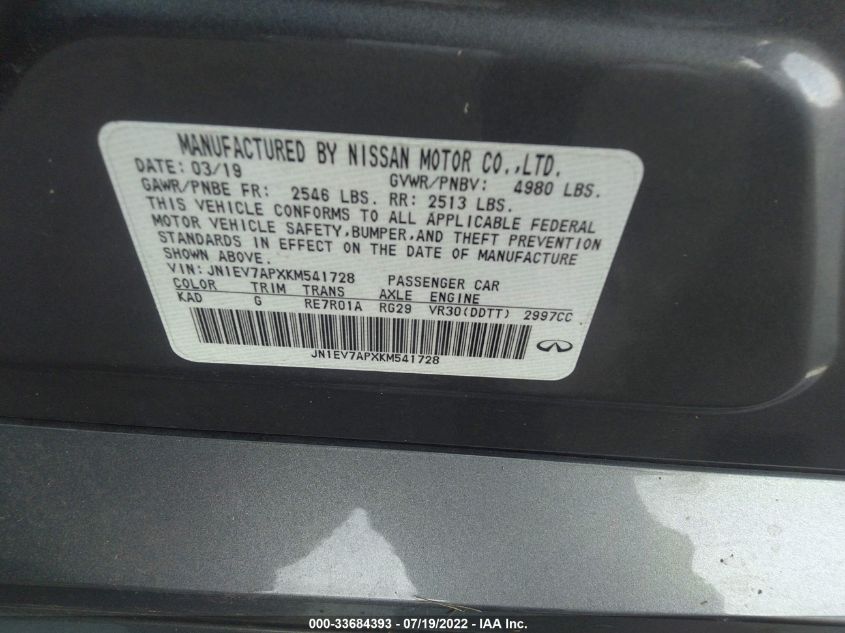 MANUFACTURED BY NISSAN MOTOR CO.,LTD.
DATE: 03/19 GVWR/PNBV: 4980 LBS.
GAWR/PNBE FR: 2546 LBS. RR: 2513 LBS.
THIS VEHICLE CONFORMS TO ALL APPLICABLE FEDERAL
MOTOR VEHICLE SAFETY,BUMPER,AND THEFT PREVENTION
STANDARDS IN EFFECT ON THE DATE OF MANUFACTURE
SHOWN ABOVE.
VIN: JN1EV7APXKM541728 PASSENGER CAR
COLOR TRIM TRANS AXLE ENGINE
KAD G RE7R01A RG29 VR30(DDTT) 2997CC
JN1EV7APXKM541728
000-33684393 - 07/19/2022 - IAA Inc.